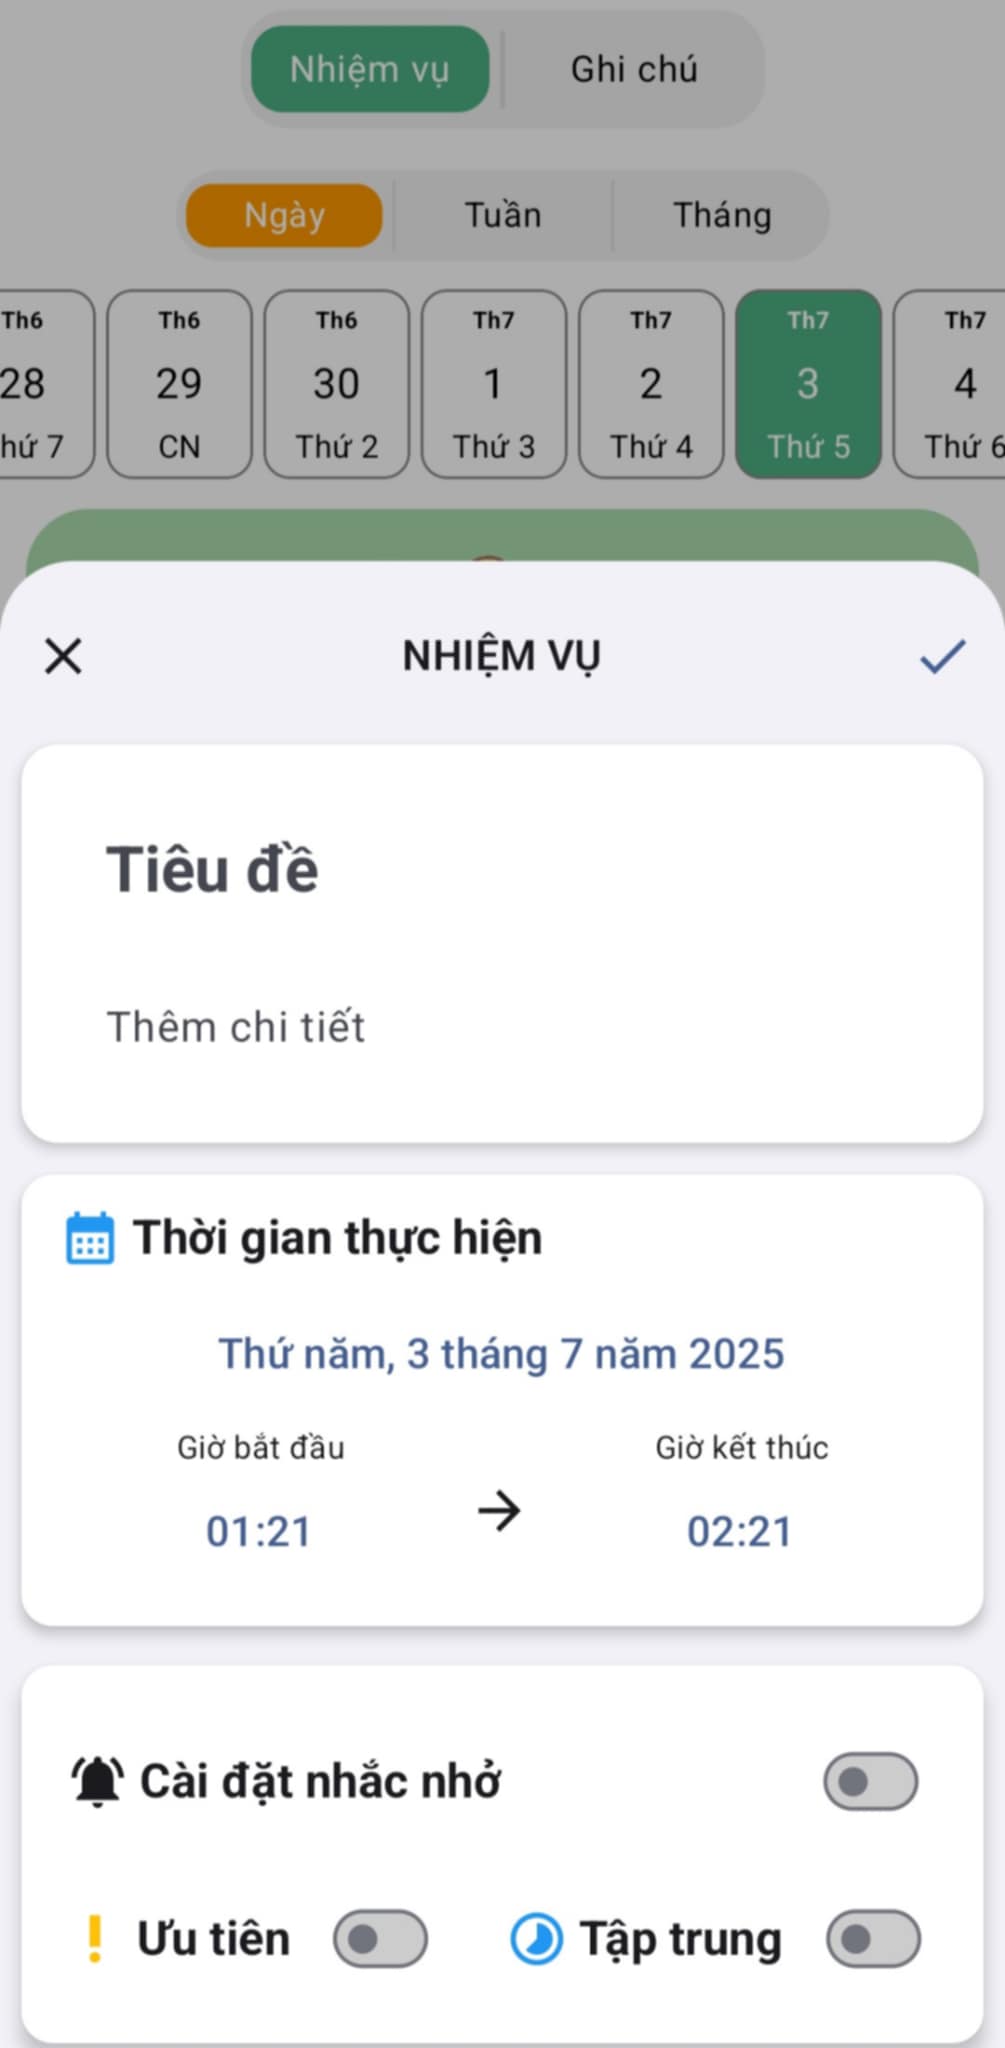 Nhiệm vụ Ghi chú
Ngày Tuần Tháng
Th6 Th6 Th6 Th7 Th7 Th7 Th7
28 29 30 1 2 3 4
hứ 7 CN Thứ 2 Thứ 3 Thứ 4 Thứ 5 Thứ 6
NHIỆM VỤ
Tiêu đề
Thêm chi tiết
Thời gian thực hiện
Thứ năm, 3 tháng 7 năm 2025
Giờ bắt đầu Giờ kết thúc
01:21 → 02:21
Cài đặt nhắc nhở
Ưu tiên Tập trung